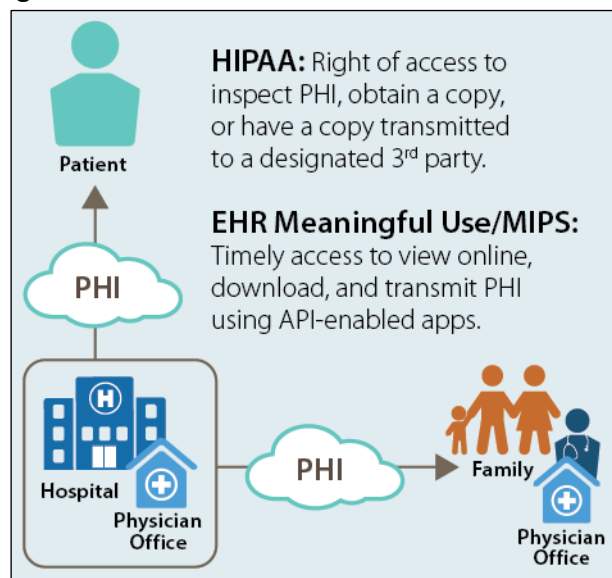 HIPAA: Right of access to
inspect PHI, obtain a copy,
or have a copy transmitted
to a designated 3rd party.
Patient
EHR Meaningful Use/MIPS:
Timely access to view online,
download, and transmit PHI
using API-enabled apps.
PHI
H
Hospital
Physician
Office
PHI
Family
Physician
Office